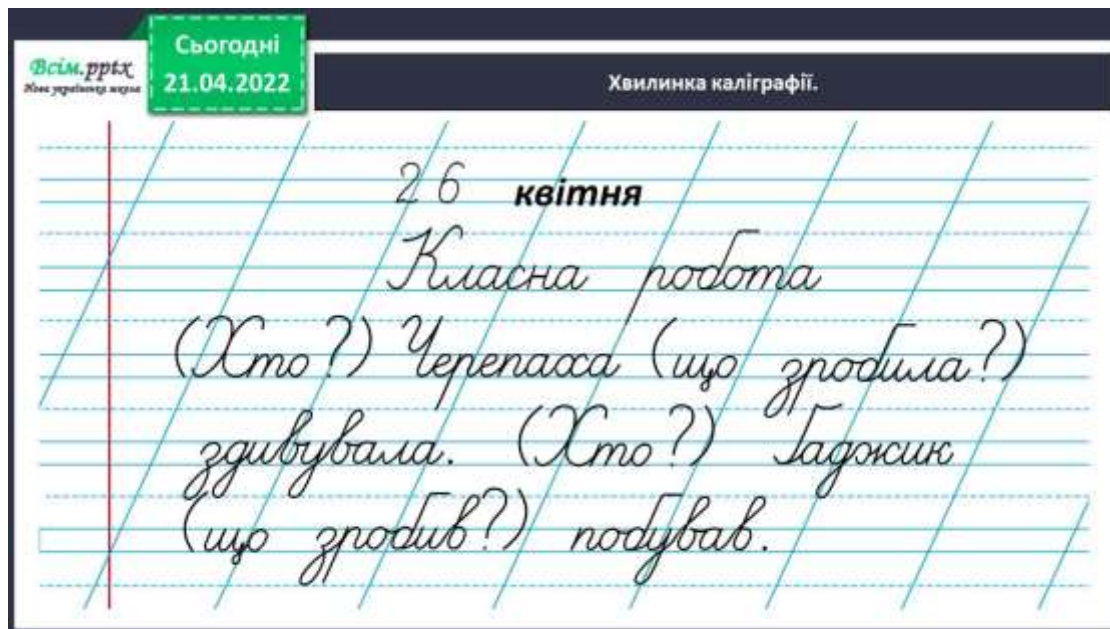 Сьогодні
21.04.2022
Всім.pptx
Нова українська школа
Хвилинка каліграфії.
26 квітня
Класна робота
(Хто?) Черепаха (що зробила?)
здивувала. (Хто?) Гаджик
(що зробив?) побував.